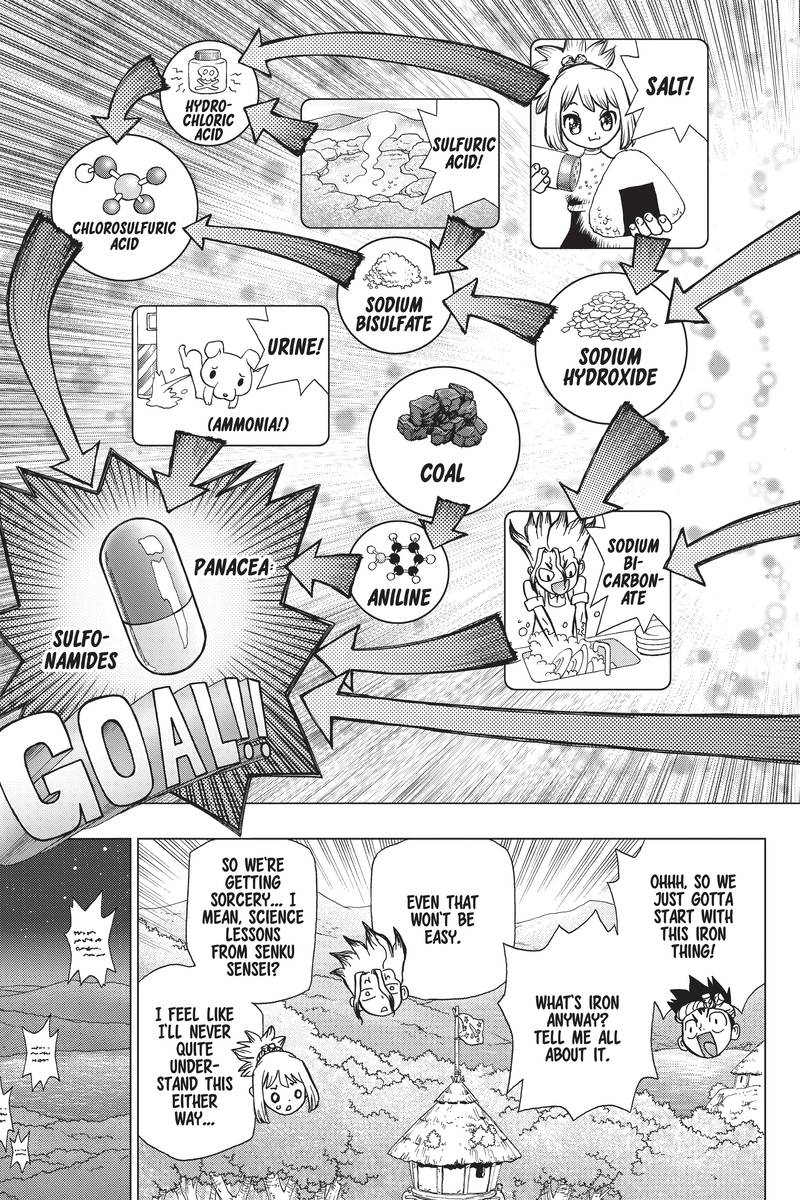 SALT!
HYDRO-
CHLORIC
ACID
SULFURIC
ACID!
CHLOROSULFURIC
ACID
SODIUM
BISULFATE
SODIUM
HYDROXIDE
URINE!
(AMMONIA!)
COAL
ANILINE
SODIUM
BI-
CARBON-
ATE
PANACEA:
SULFO-
NAMIDES
GOAL!!
OHHH, SO WE
JUST GOTTA
START WITH
THIS IRON
THING!
WHAT'S IRON
ANYWAY?
TELL ME ALL
ABOUT IT.
EVEN THAT
WON'T BE
EASY.
SO WE'RE
GETTING
SORCERY... I
MEAN, SCIENCE
LESSONS
FROM SENKU
SENSEI?
I FEEL LIKE
I'LL NEVER
QUITE
UNDER-
STAND THIS
EITHER
WAY...